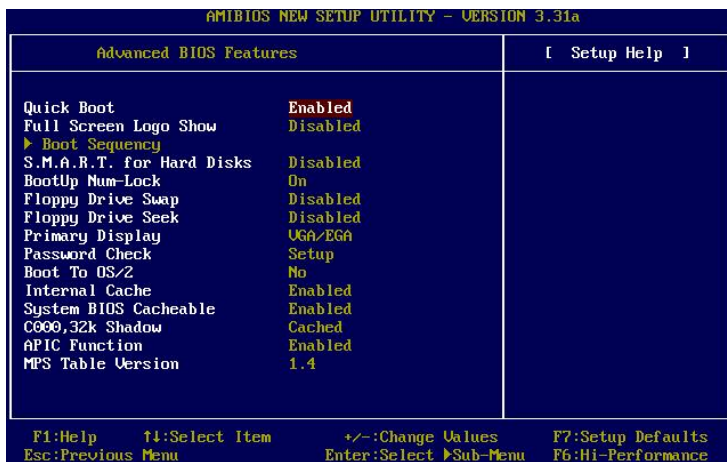 AMIBIOS NEW SETUP UTILITY - VERSION 3.31a
Advanced BIOS Features
[ Setup Help ]
Quick Boot Enabled
Full Screen Logo Show Disabled
▶ Boot Sequency
S.M.A.R.T. for Hard Disks Disabled
BootUp Num-Lock On
Floppy Drive Swap Disabled
Floppy Drive Seek Disabled
Primary Display VGA/EGA
Password Check Setup
Boot To OS/2 No
Internal Cache Enabled
System BIOS Cacheable Enabled
C000,32k Shadow Cached
APIC Function Enabled
MPS Table Version 1.4
F1:Help ↑↓:Select Item +/-:Change Values F7:Setup Defaults
Esc:Previous Menu Enter:Select ▶Sub-Menu F6:Hi-Performance